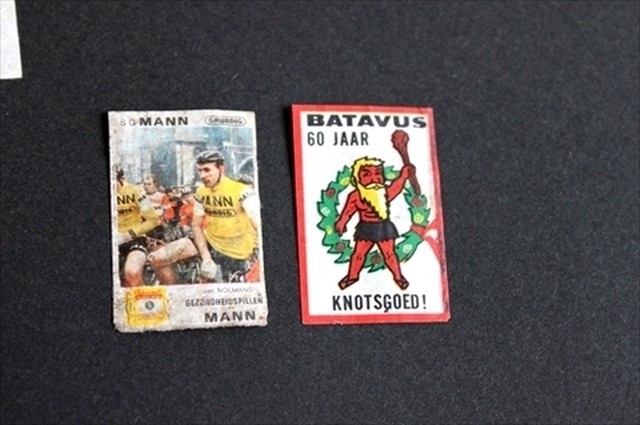 MANN GRUNDIG
MANN
GRUNDIG
NN
GEZONDHEIDSPILLEN
MANN
BATAVUS
60 JAAR
KNOTSGOED!